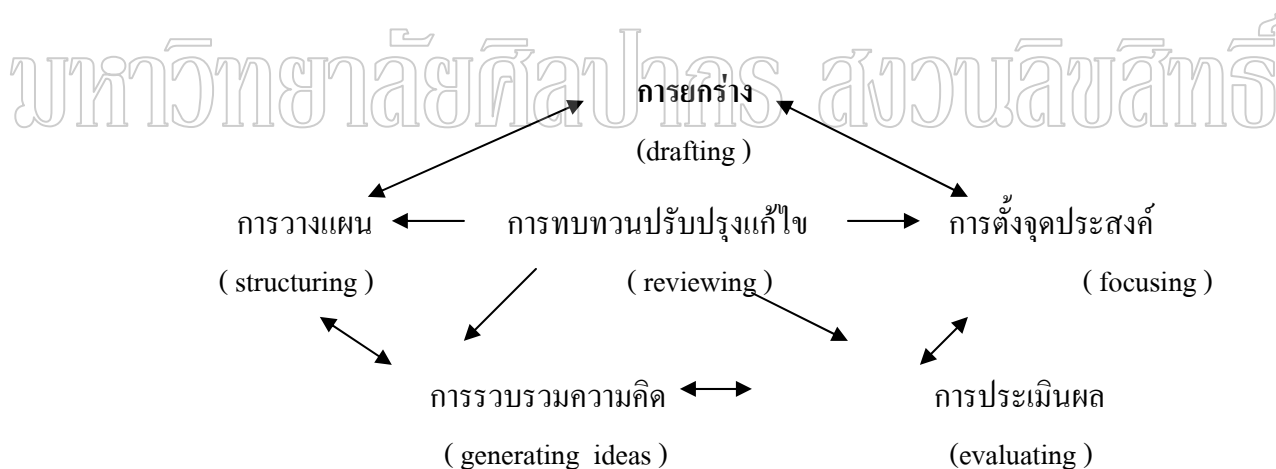 มหาวิทยาลัยศิลปากร สงวนลิขสิทธิ์
การยกร่าง
(drafting )
การวางแผน การทบทวนปรับปรุงแก้ไข การตั้งจุดประสงค์
( structuring ) ( reviewing ) ( focusing )
การรวบรวมความคิด การประเมินผล
( generating ideas ) (evaluating )